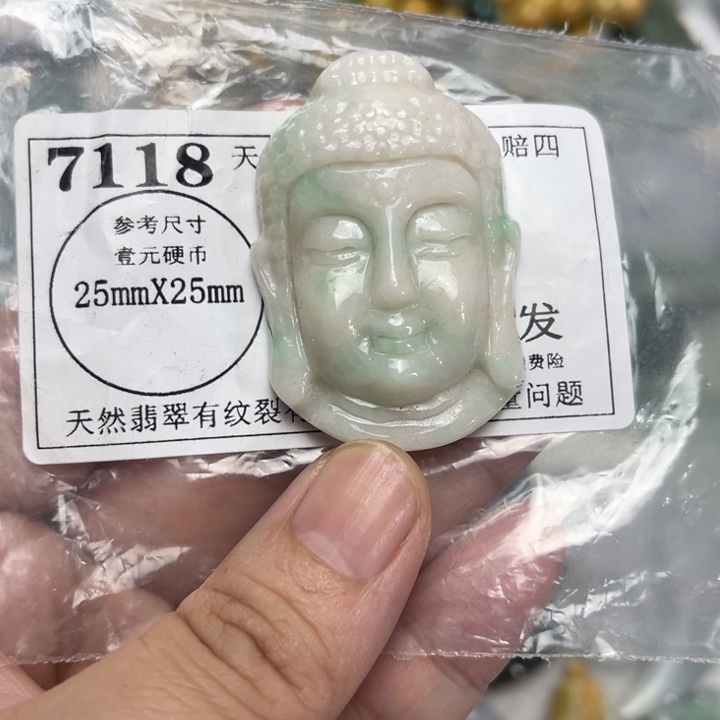 7118 天
赔四
参考尺寸
壹元硬币
25mmX25mm
发
费险
天然翡翠有纹裂
问题